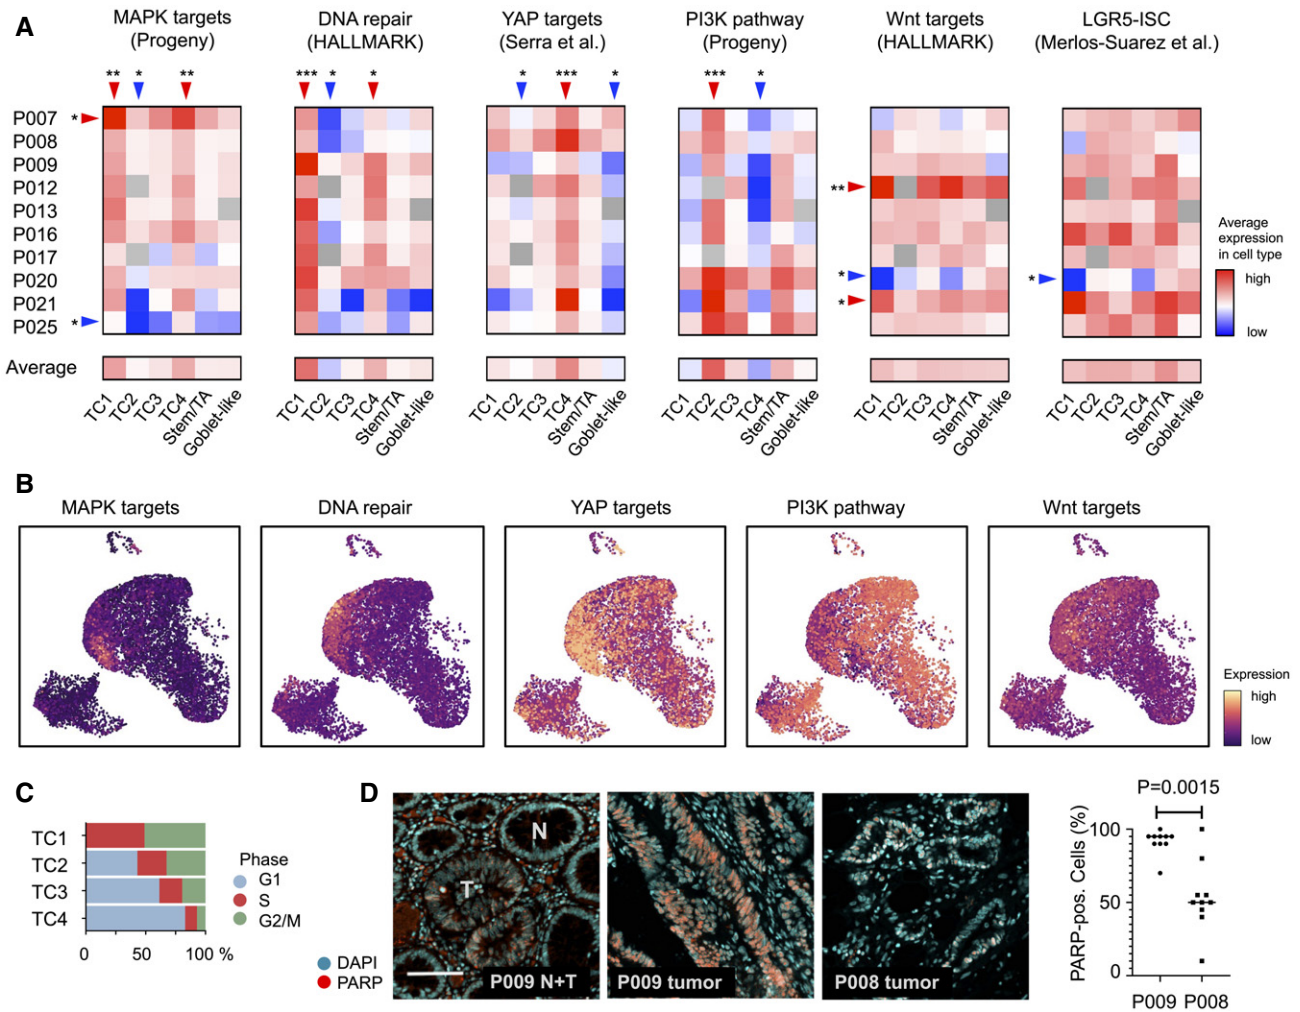 A
MAPK targets
(Progeny)
DNA repair
(HALLMARK)
YAP targets
(Serra et al.)
PI3K pathway
(Progeny)
Wnt targets
(HALLMARK)
LGR5-ISC
(Merlos-Suarez et al.)
** * **
*** * *
* *** *
*** *
P007 *
P008
P009
P012
P013
P016
P017
P020
P021
P025 *
**
*
*
*
Average
expression
in cell type
high
low
Average
TC1 TC2 TC3 TC4 Stem/TA Goblet-like
TC1 TC2 TC3 TC4 Stem/TA Goblet-like
TC1 TC2 TC3 TC4 Stem/TA Goblet-like
TC1 TC2 TC3 TC4 Stem/TA Goblet-like
TC1 TC2 TC3 TC4 Stem/TA Goblet-like
TC1 TC2 TC3 TC4 Stem/TA Goblet-like
B
MAPK targets
DNA repair
YAP targets
PI3K pathway
Wnt targets
Expression
high
low
C
TC1
TC2
TC3
TC4
0 50 100 %
Phase
G1
S
G2/M
D
DAPI
PARP
N
T
P009 N+T
P009 tumor
P008 tumor
P=0.0015
PARP-pos. Cells (%)
100
50
0
P009 P008